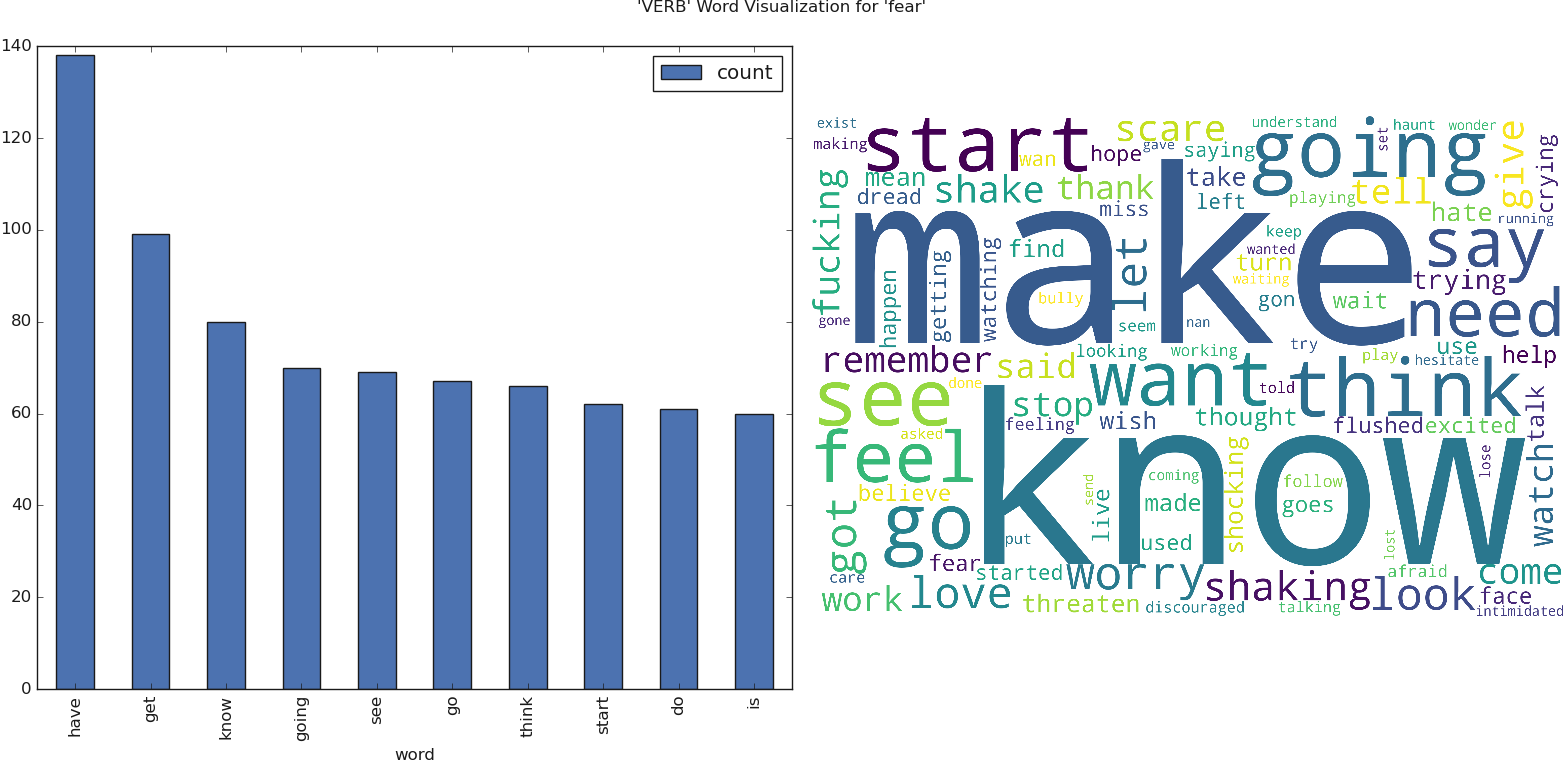 'VERB' Word Visualization for 'fear'
140
120
100
80
60
40
20
0
count
have
get
know
going
see
go
think
start
do
is
word
exist
making
start
wan
scare
hope
gave
saying
understand
going
set
haunt
wonder
give
crying
fucking
mean
dread
shake
thank
miss
take
left
playing
tell
hate
running
make
find
let
keep
wanted
turn
waiting
say
trying
happen
getting
watching
bully
gon
wait
need
gone
seem
nan
remember
looking
working
try
play
use
hesitate
help
see
done
said
want
told
think
stop
feeling
wish
thought
flushed
excited
talk
feel
asked
know
lose
watch
believe
coming
send
live
made
shocking
follow
goes
got
go
put
used
lost
care
fear
started
worry
afraid
come
work
love
threaten
discouraged
shaking
talking
look
face
intimidated